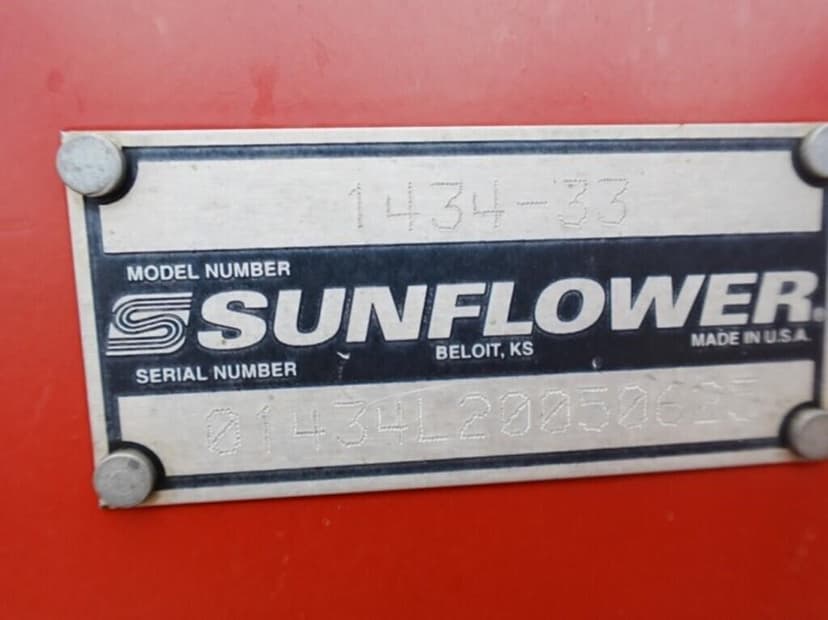 1434-33
MODEL NUMBER
SUNFLOWER®
BELOIT, KS
MADE IN U.S.A.
SERIAL NUMBER
01434L20050625